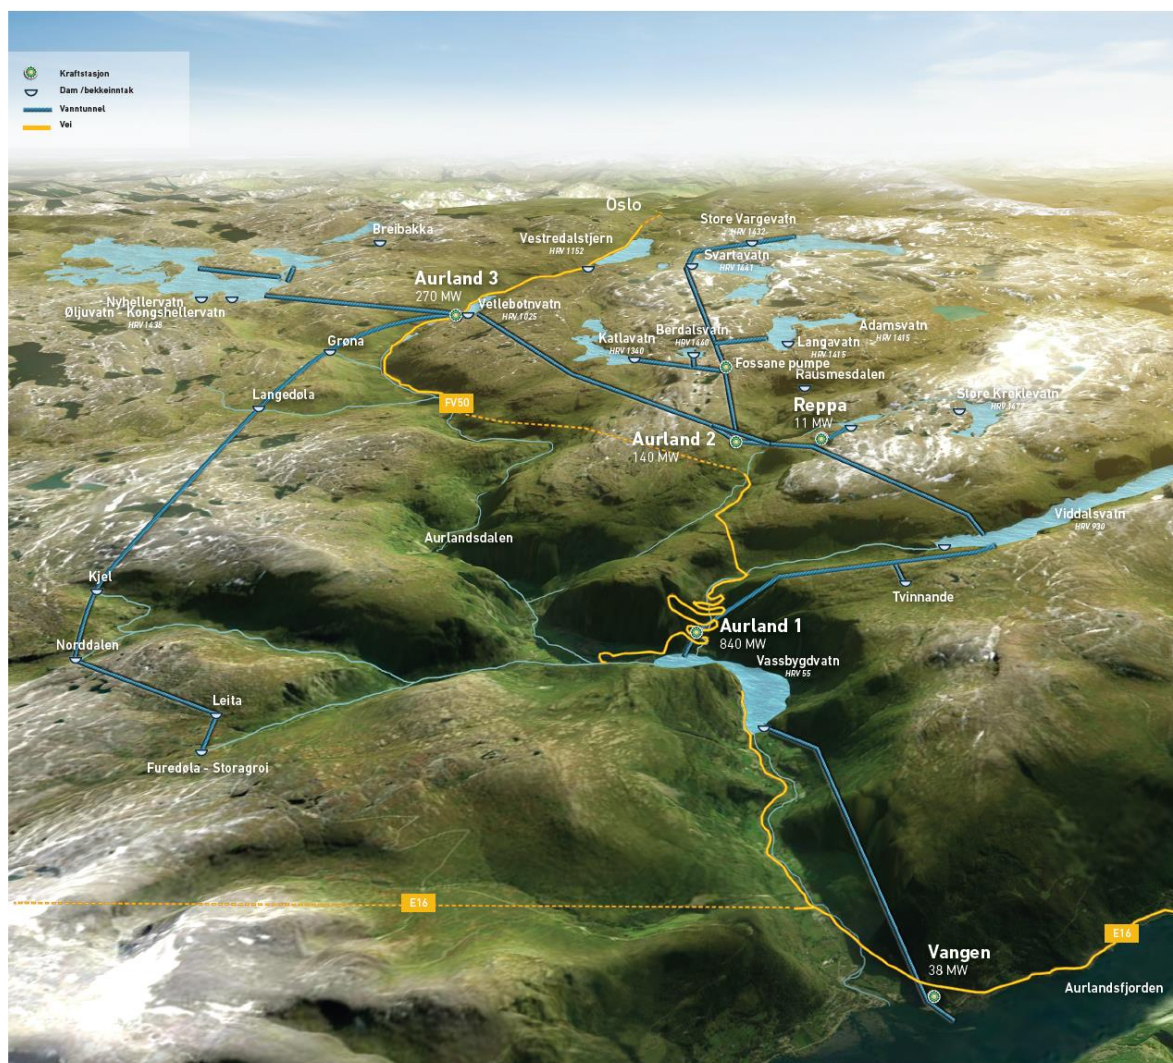 Kraftstasjon
Dam /bekkeinntak
Vanntunnel
Vei
Oslo
Breibakka
Vestredalstjern
HRV 1152
Store Vargevatn
HRV 1432
Svartavatn
HRV 1441
Aurland 3
270 MW
Nyhellervatn
Øljuvatn - Kongshellervatn
HRV 1438
Vetlebotnvatn
HRV 1025
Grøna
Katlavatn
HRV 1340
Berdalsvatn
HRV 1440
Adamsvatn
HRV 1415
Langavatn
HRV 1415
Fossane pumpe
Rausmesdalen
Langedøla
FV50
Store Kroklevatn
HRV 1477
Reppa
11 MW
Aurland 2
140 MW
Viddalsvatn
HRV 930
Aurlandsdalen
Kjel
Tvinnande
Aurland 1
840 MW
Norddalen
Vassbygdvatn
HRV 55
Leita
Furedøla - Storagroi
E16
E16
Vangen
38 MW
Aurlandsfjorden